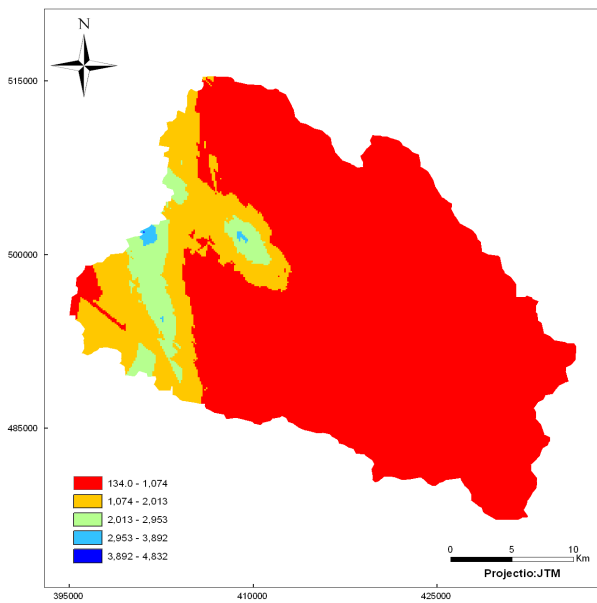 N
515000
500000
485000
134.0 - 1,074
1,074 - 2,013
2,013 - 2,953
2,953 - 3,892
3,892 - 4,832
0 5 10
Km
Projectio:JTM
395000 410000 425000